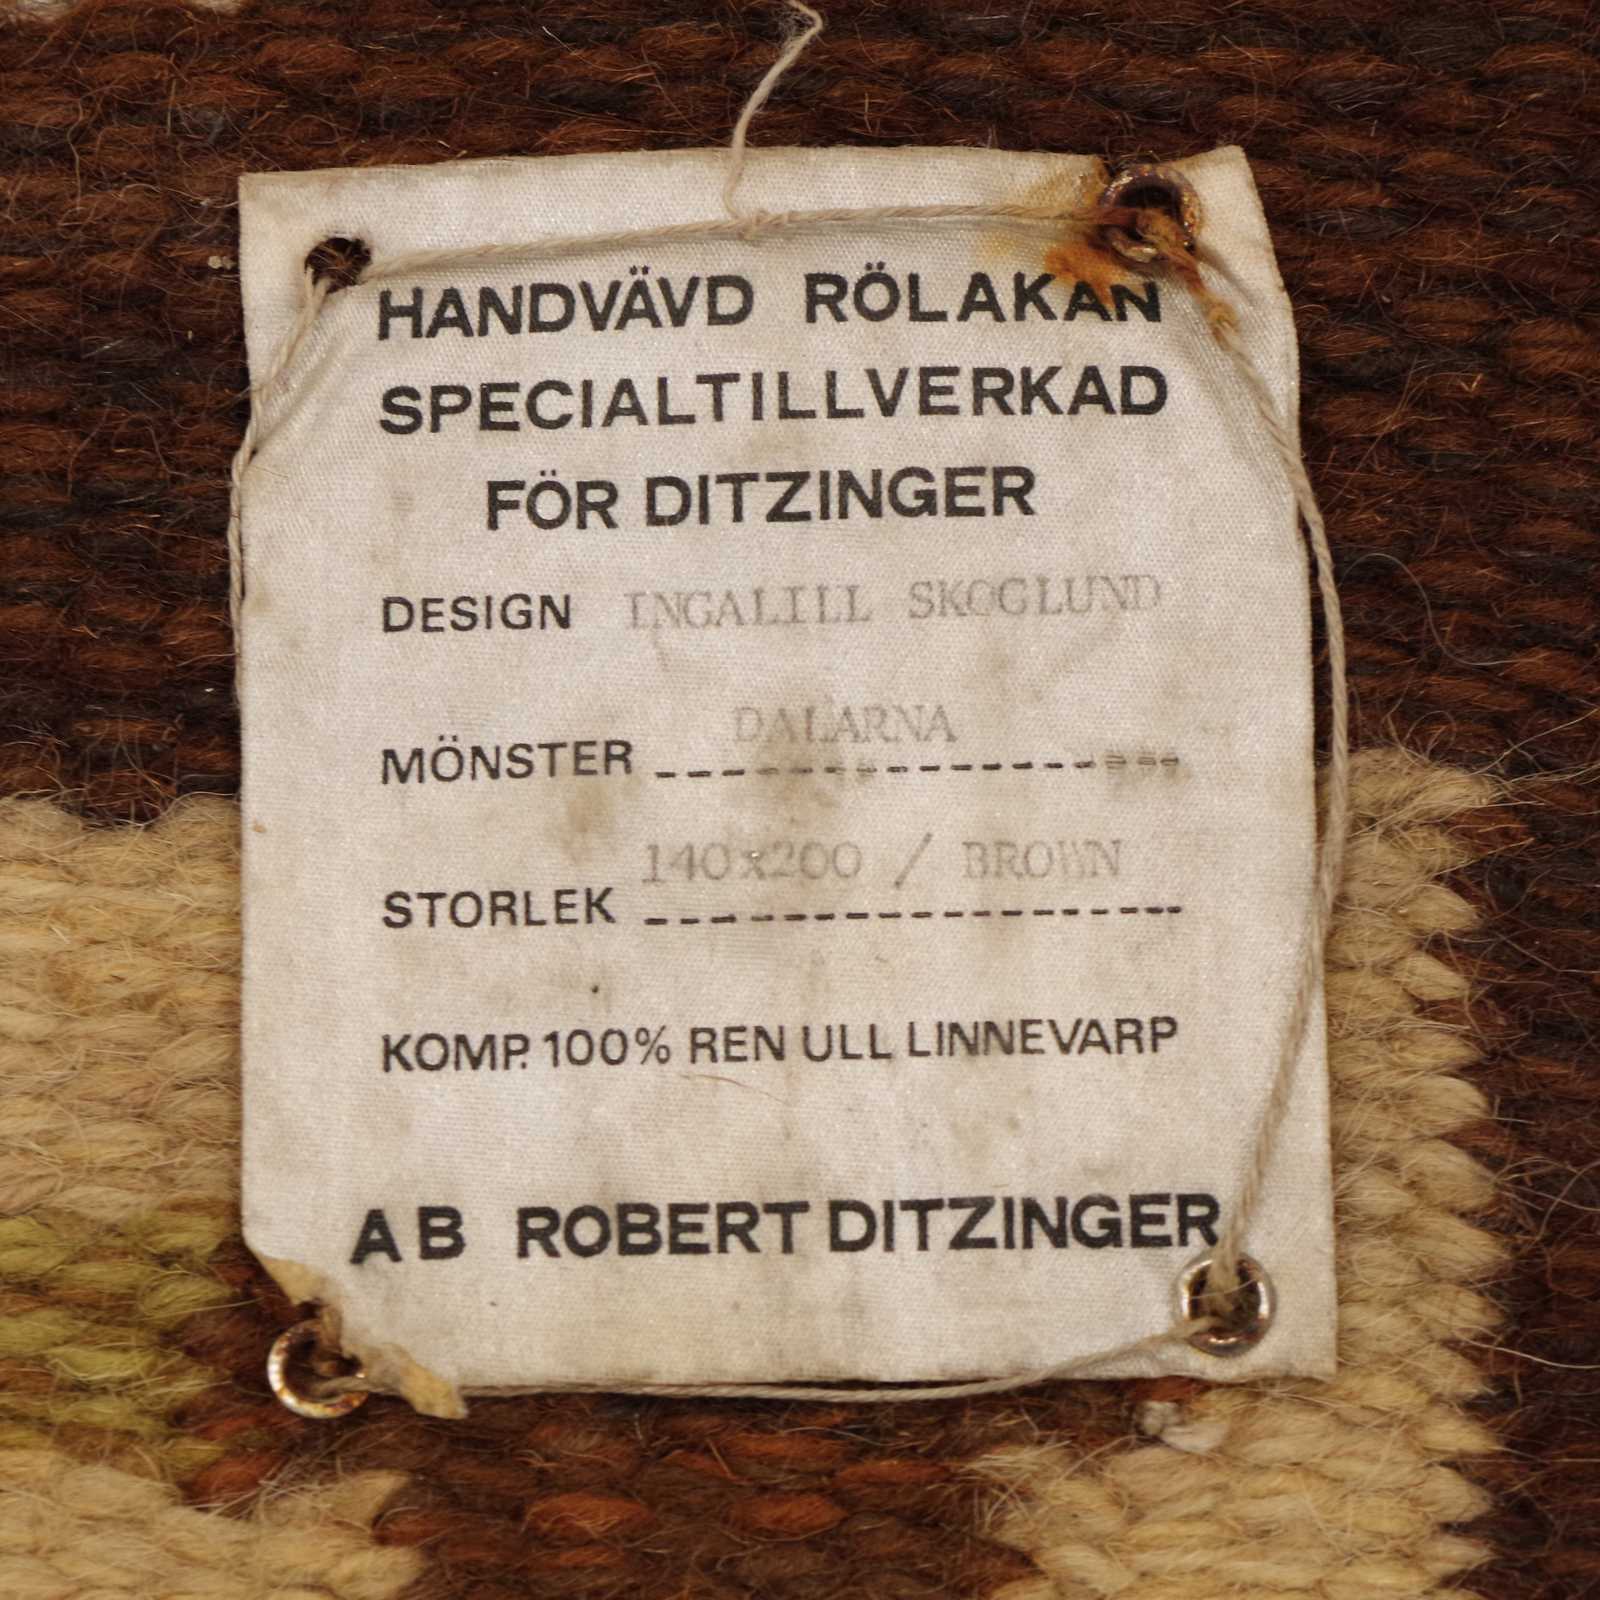 HANDVÄVD RÖLAKAN
SPECIALTILLVERKAD
FÖR DITZINGER
DESIGN INGALILL SKOGLUND
MÖNSTER DALARNA
STORLEK 140x200 / BROWN
KOMP. 100% REN ULL LINNEVARP
AB ROBERT DITZINGER